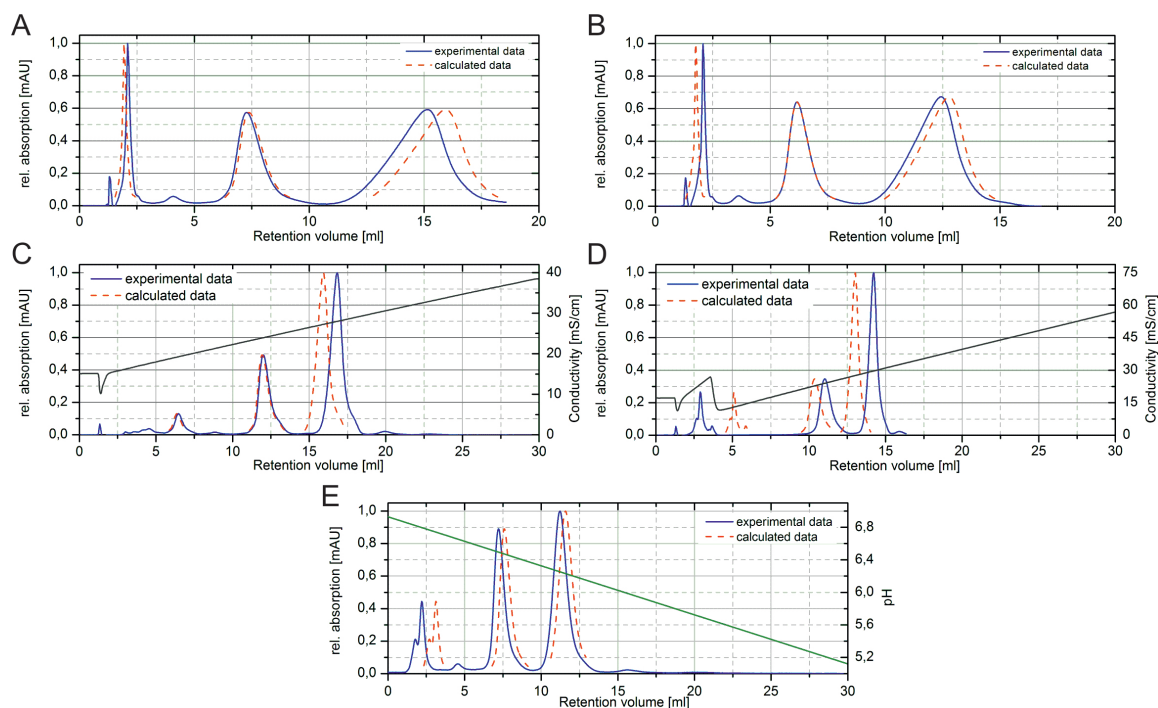 A
rel. absorption [mAU]
1,0
0,8
0,6
0,4
0,2
0,0
experimental data
calculated data
0 5 10 15 20
Retention volume [ml]
B
rel. absorption [mAU]
1,0
0,8
0,6
0,4
0,2
0,0
experimental data
calculated data
0 5 10 15 20
Retention volume [ml]
C
rel. absorption [mAU]
1,0
0,8
0,6
0,4
0,2
0,0
experimental data
calculated data
40
30
20
10
0
Conductivity [mS/cm]
0 5 10 15 20 25 30
Retention volume [ml]
D
rel. absorption [mAU]
1,0
0,8
0,6
0,4
0,2
0,0
experimental data
calculated data
75
60
45
30
15
0
Conductivity [mS/cm]
0 5 10 15 20 25 30
Retention volume [ml]
E
rel. absorption [mAU]
1,0
0,8
0,6
0,4
0,2
0,0
experimental data
calculated data
6,8
6,4
6,0
5,6
5,2
pH
0 5 10 15 20 25 30
Retention volume [ml]